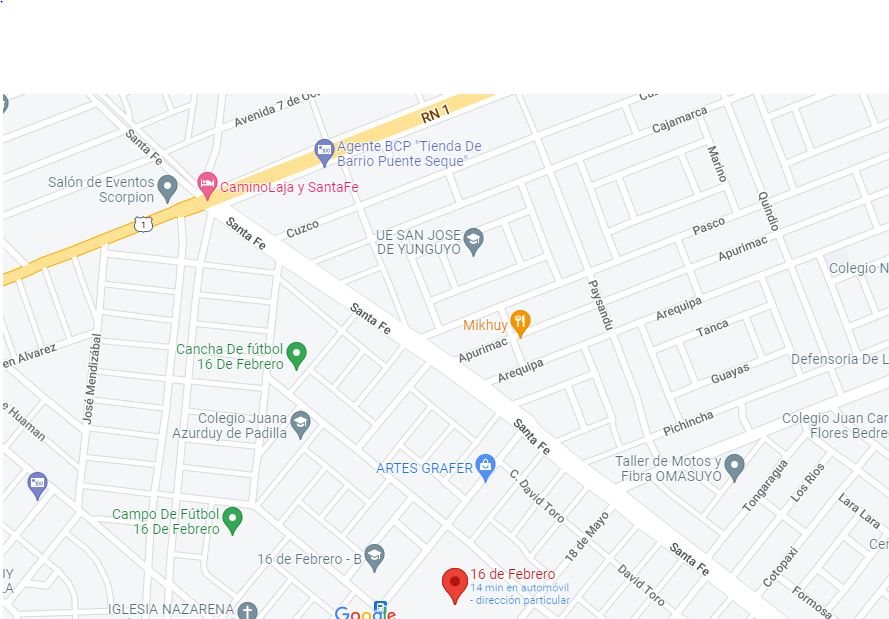 Avenida 7 de Oc
RN 1
Cajamarca
Santa Fe
Agente BCP "Tienda De
Barrio Puente Seque"
Marino
Salón de Eventos
Scorpion
CaminoLaja y SantaFe
Quindio
1
Santa Fe
Cuzco
Pasco
UE SAN JOSE
DE YUNGUYO
Apurimac
Colegio N
Paysandu
Santa Fe
Arequipa
Mikhuy
Tanca
en Alvarez
José Mendizábal
Cancha De fútbol
16 De Febrero
Apurimac
Arequipa
Guayas
Defensoria De L
e Huaman
Colegio Juana
Azurduy de Padilla
Santa Fe
Pichincha
Colegio Juan Car
Flores Bedre
ARTES GRAFER
Taller de Motos y
Fibra OMASUYO
Tongaragua
Los Rios
C. David Toro
Lara Lara
Campo De Fútbol
16 De Febrero
18 de Mayo
Santa Fe
Cen
16 de Febrero - B
Cotopaxi
16 de Febrero
14 min en automóvil
- dirección particular
David Toro
Formosa
IGLESIA NAZARENA
Google